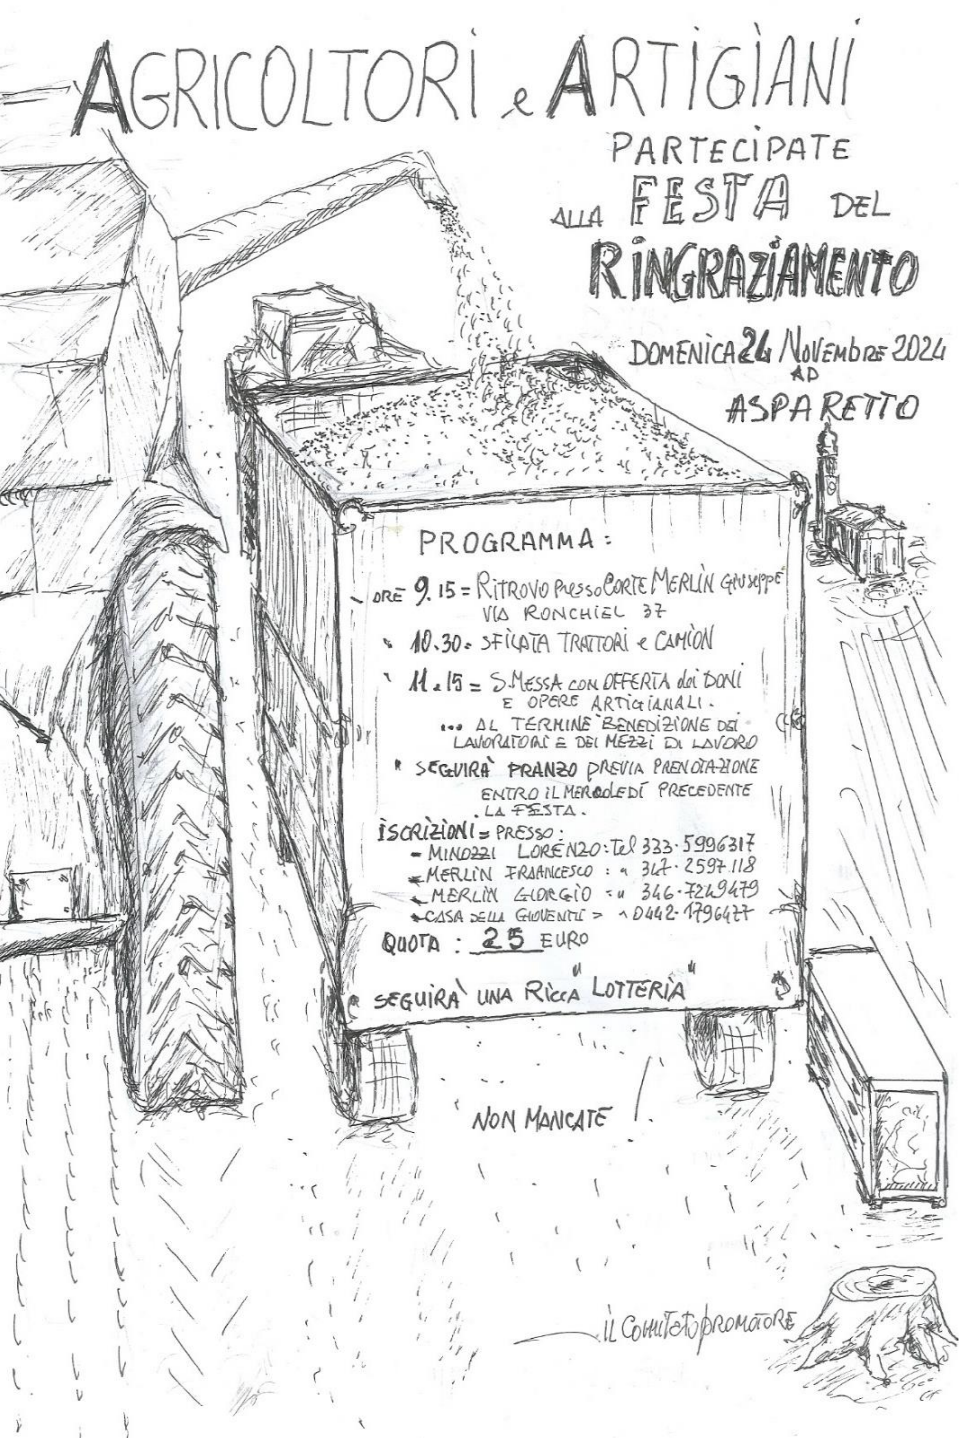 AGRICOLTORI e ARTIGIANI
PARTECIPATE
ALLA FESTA DEL
RINGRAZIAMENTO
DOMENICA 24 NOVEMBRE 2024
AD
ASPARETTO
PROGRAMMA:
ORE 9.15 = RITROVO PRESSO CORTE MERLIN GIUSEPPE
VIA RONCHIEL 37
" 10.30 = SFILATA TRATTORI e CAMION
" 11.15 = S.MESSA CON OFFERTA dei DONI
E OPERE ARTIGIANALI.
... AL TERMINE BENEDIZIONE DEI
LAVORATORI E DEI MEZZI DI LAVORO
" SEGUIRÀ PRANZO PREVIA PRENOTAZIONE
ENTRO IL MERCOLEDÌ PRECEDENTE
LA FESTA.
ISCRIZIONI = PRESSO:
- MINOZZI LORENZO: Tel 333.5996317
- MERLIN FRANCESCO : " 347.2597118
- MERLIN GIORGIO : " 346.7249479
- CASA DELLA GIOVENTÙ = " 0442.1796477
QUOTA : 25 EURO
SEGUIRÀ UNA RICCA "LOTTERIA"
NON MANCATE !
IL COMITATO PROMOTORE